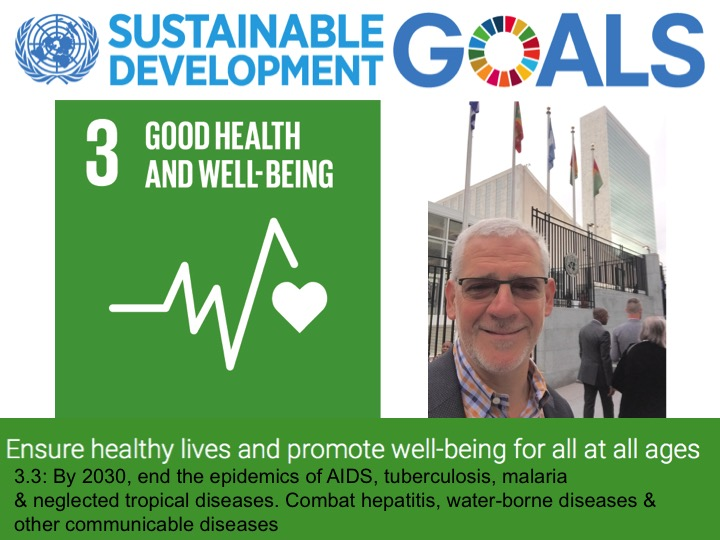 SUSTAINABLE
DEVELOPMENT
GOALS
3
GOOD HEALTH
AND WELL-BEING
Ensure healthy lives and promote well-being for all at all ages
3.3: By 2030, end the epidemics of AIDS, tuberculosis, malaria
& neglected tropical diseases. Combat hepatitis, water-borne diseases &
other communicable diseases